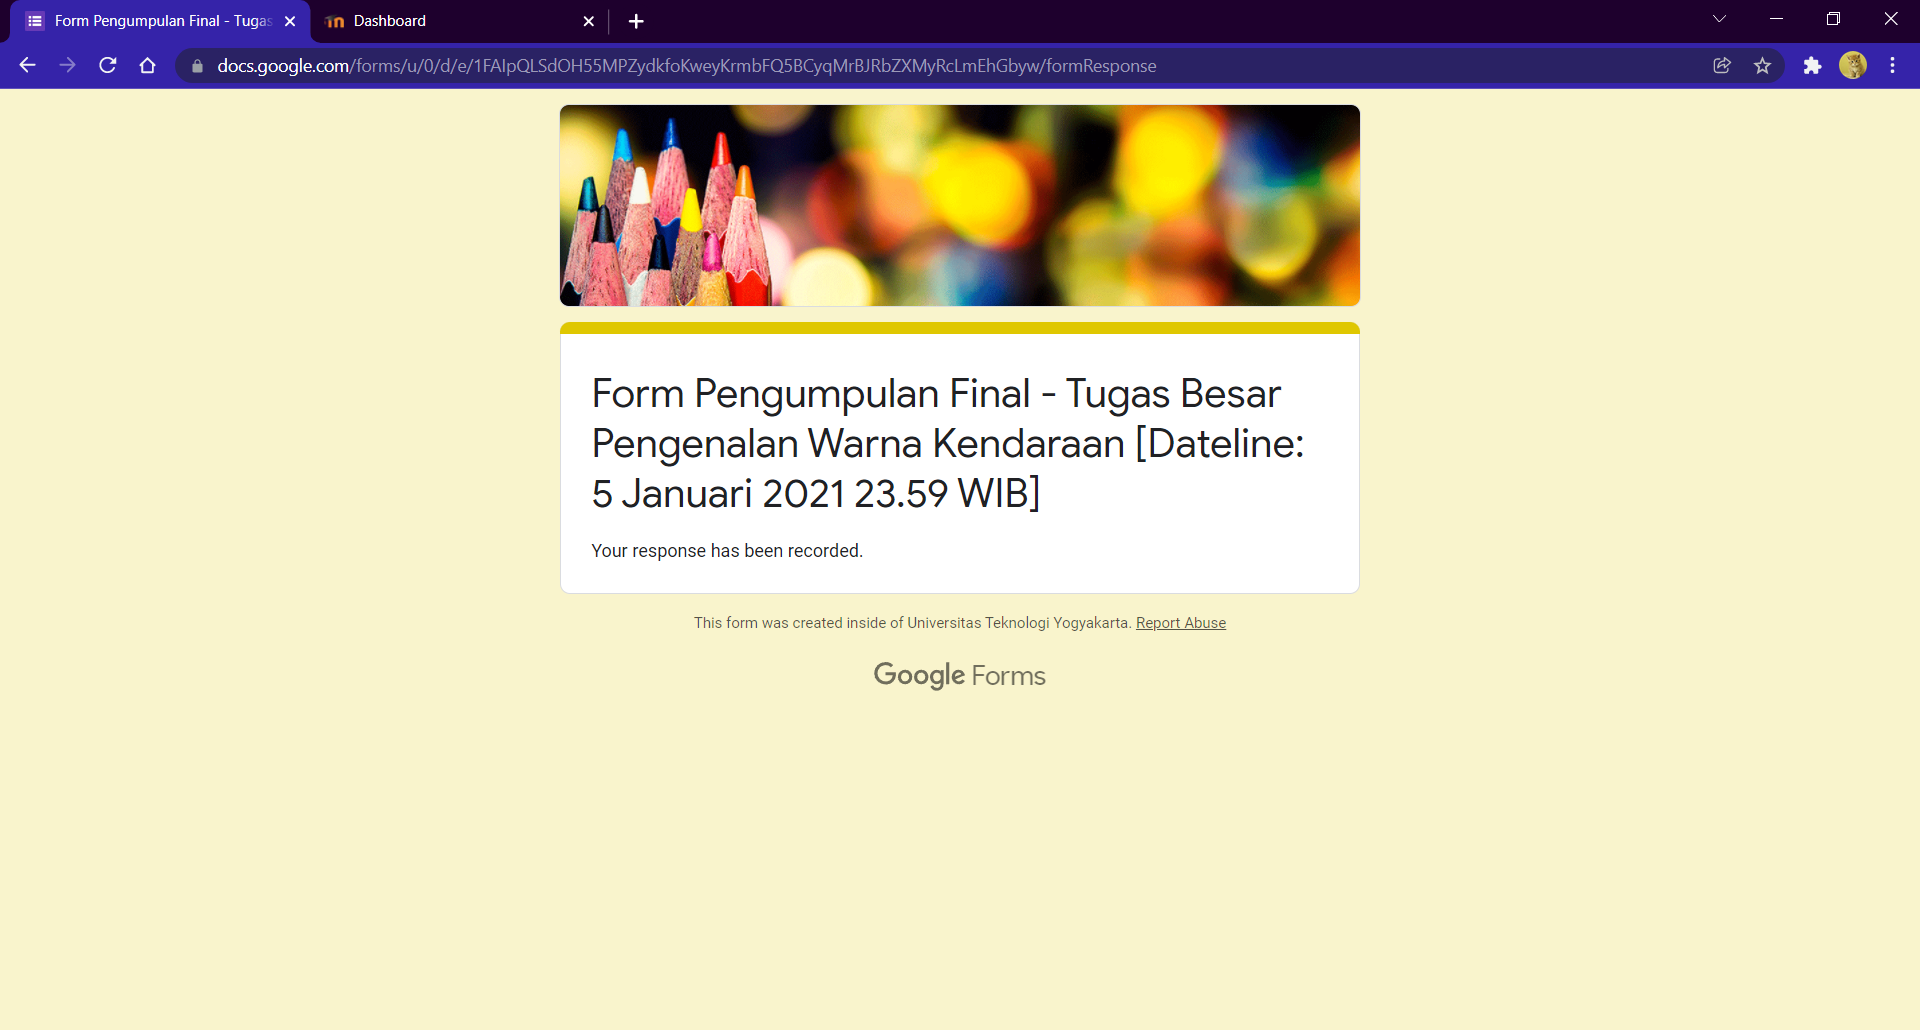 Form Pengumpulan Final - Tugas
Dashboard
docs.google.com/forms/u/0/d/e/1FAIpQLSdOH55MPZydkfoKweyKrmbFQ5BCyqMrBJRbZXMyRcLmEhGbyw/formResponse
Form Pengumpulan Final - Tugas Besar
Pengenalan Warna Kendaraan [Dateline:
5 Januari 2021 23.59 WIB]
Your response has been recorded.
This form was created inside of Universitas Teknologi Yogyakarta. Report Abuse
Google Forms